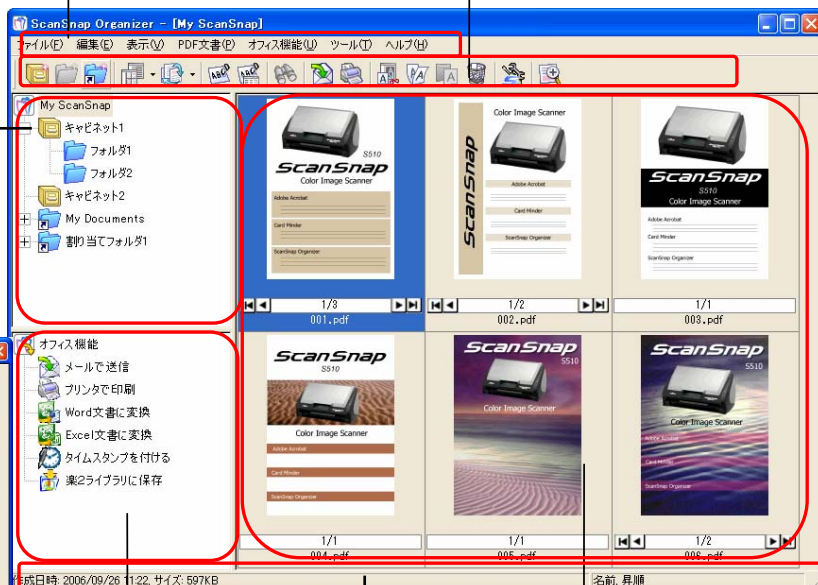 ScanSnap Organizer - [My ScanSnap]
ファイル(F) 編集(E) 表示(V) PDF文書(P) オフィス機能(U) ツール(T) ヘルプ(H)
My ScanSnap
キャビネット1
フォルダ1
フォルダ2
キャビネット2
My Documents
割り当てフォルダ1
S510
ScanSnap
Color Image Scanner
Adobe Acrobat
Card Minder
ScanSnap Organizer
1/3
001.pdf
Color Image Scanner
ScanSnap
Adobe Acrobat
Card Minder
ScanSnap Organizer
1/2
002.pdf
ScanSnap
S510
Color Image Scanner
Adobe Acrobat
Card Minder
ScanSnap Organizer
1/1
003.pdf
オフィス機能
メールで送信
プリンタで印刷
Word文書に変換
Excel文書に変換
タイムスタンプを付ける
楽2ライブラリに保存
ScanSnap
S510
Color Image Scanner
Adobe Acrobat
Card Minder
ScanSnap Organizer
1/1
004.pdf
ScanSnap
S510
Color Image Scanner
1/1
005.pdf
ScanSnap
S510
Color Image Scanner
Adobe Acrobat
Card Minder
ScanSnap Organizer
1/2
006.pdf
作成日時: 2006/09/26 11:22, サイズ: 597KB
名前, 昇順